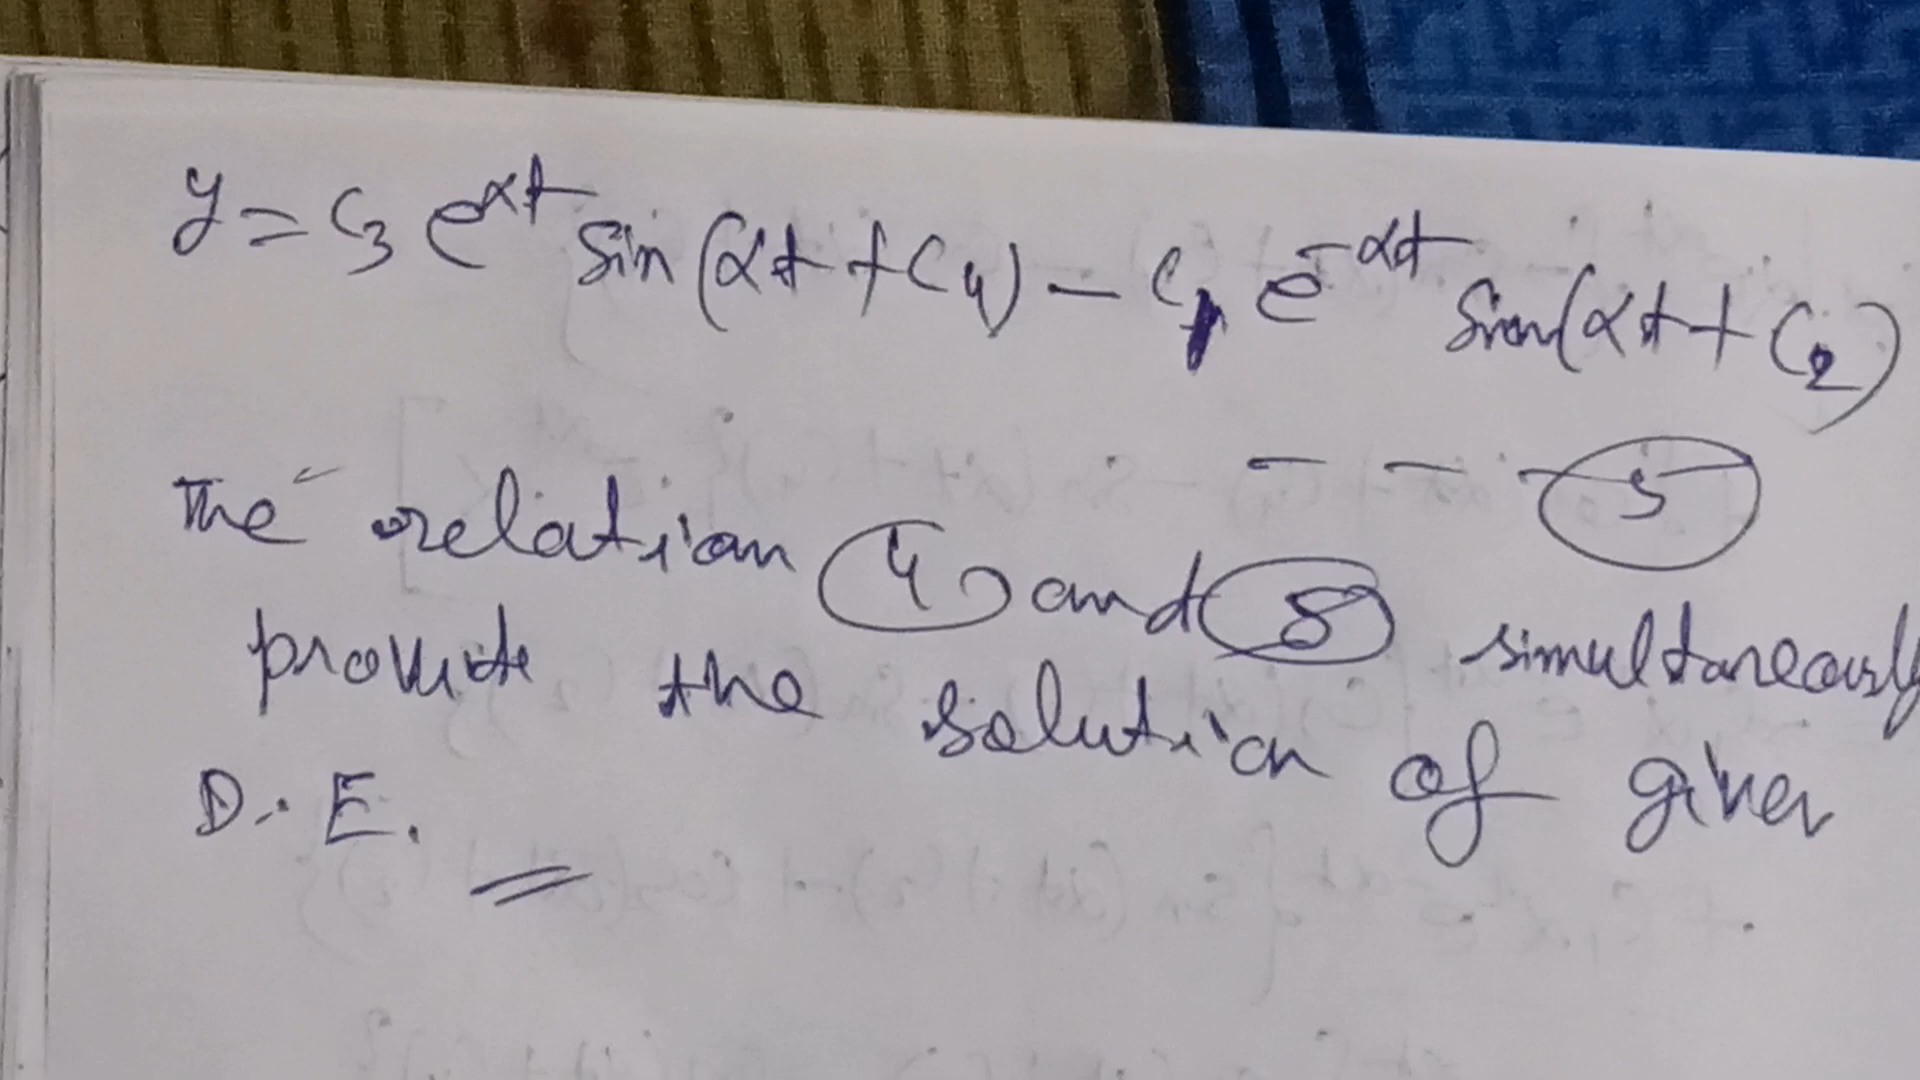 y = C₃ e^αt sin(αt + C₄) - C₁ e^-αt sin(αt + C₂)
- - - (5)
The relation (4) and (5) simultaneously
provide the solution of given
D. E.